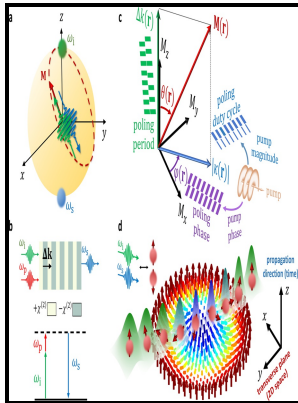 a
z
ω_i
M
y
x
ω_s
b
ω_i
Δk
ω_s
ω_p
+χ^(2) −χ^(2)
ω_p
ω_s
ω_i
c
Δk(r)
M(r)
M_z
θ(r)
M_y
poling
period
poling
duty cycle
pump
magnitude
|κ(r)|
φ(r)
pump
M_x
poling
phase
pump
phase
d
ω_i
ω_s
propagation
direction (time)
z
x
y
transverse plane
(2D space)